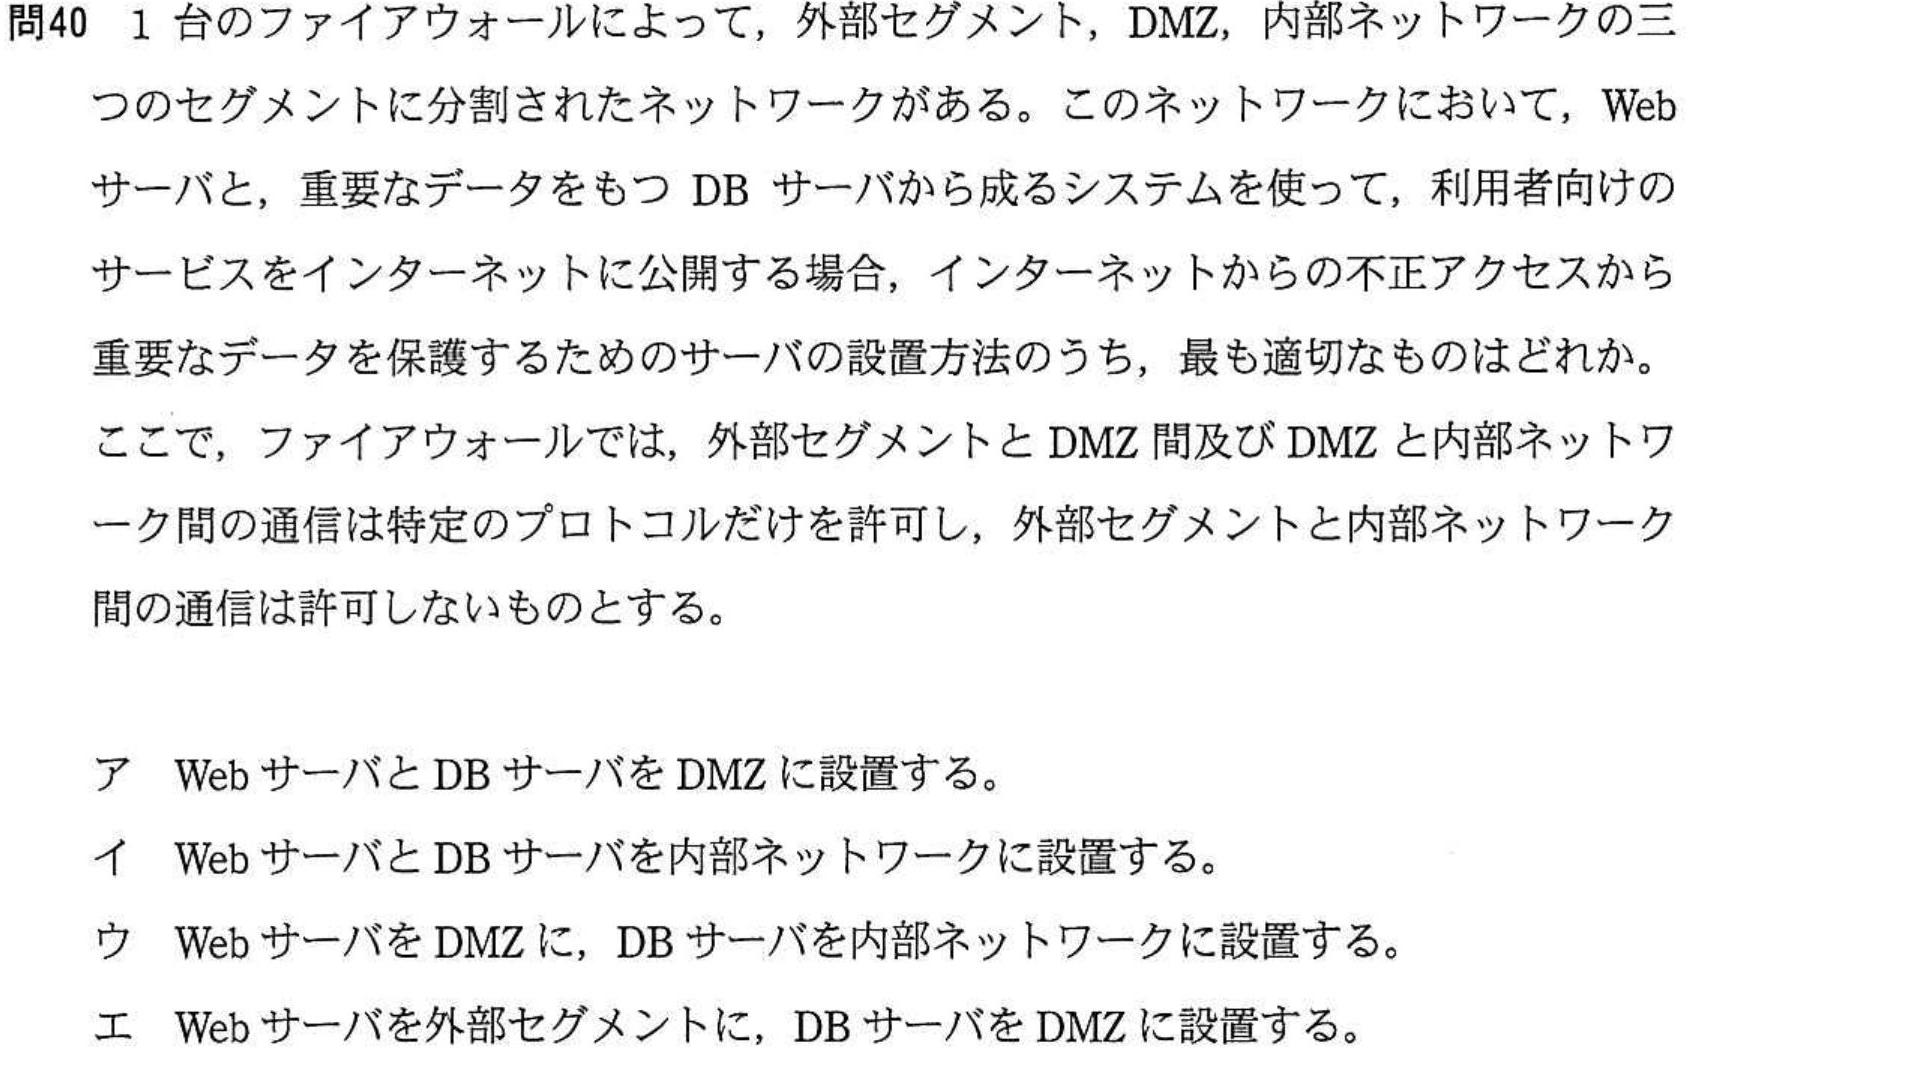 問40 1 台のファイアウォールによって，外部セグメント，DMZ，内部ネットワークの三
つのセグメントに分割されたネットワークがある。このネットワークにおいて，Web
サーバと，重要なデータをもつ DB サーバから成るシステムを使って，利用者向けの
サービスをインターネットに公開する場合，インターネットからの不正アクセスから
重要なデータを保護するためのサーバの設置方法のうち，最も適切なものはどれか。
ここで，ファイアウォールでは，外部セグメントと DMZ 間及び DMZ と内部ネットワ
ーク間の通信は特定のプロトコルだけを許可し，外部セグメントと内部ネットワーク
間の通信は許可しないものとする。
ア Web サーバと DB サーバを DMZ に設置する。
イ Web サーバと DB サーバを内部ネットワークに設置する。
ウ Web サーバを DMZ に，DB サーバを内部ネットワークに設置する。
エ Web サーバを外部セグメントに，DB サーバを DMZ に設置する。